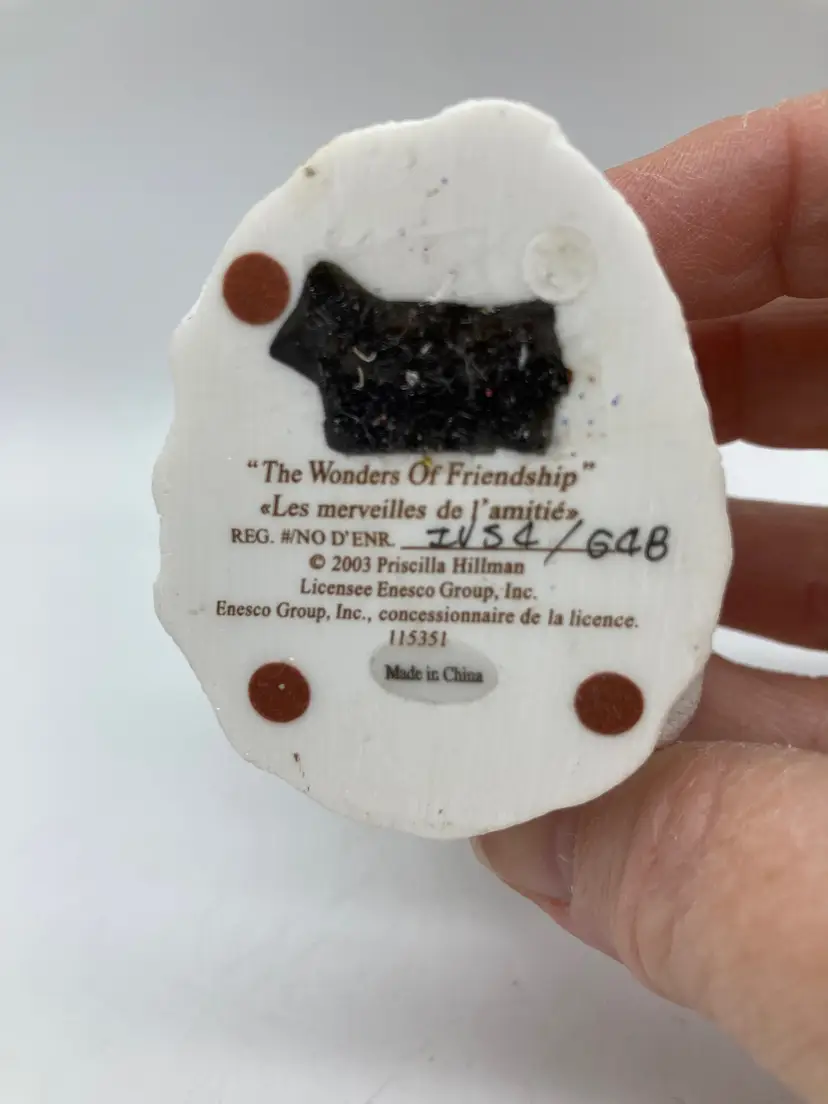 “The Wonders Of Friendship”
«Les merveilles de l’amitié»
REG. #/NO D’ENR. IVS4/G4B
© 2003 Priscilla Hillman
Licensee Enesco Group, Inc.
Enesco Group, Inc., concessionnaire de la licence.
115351
Made in China